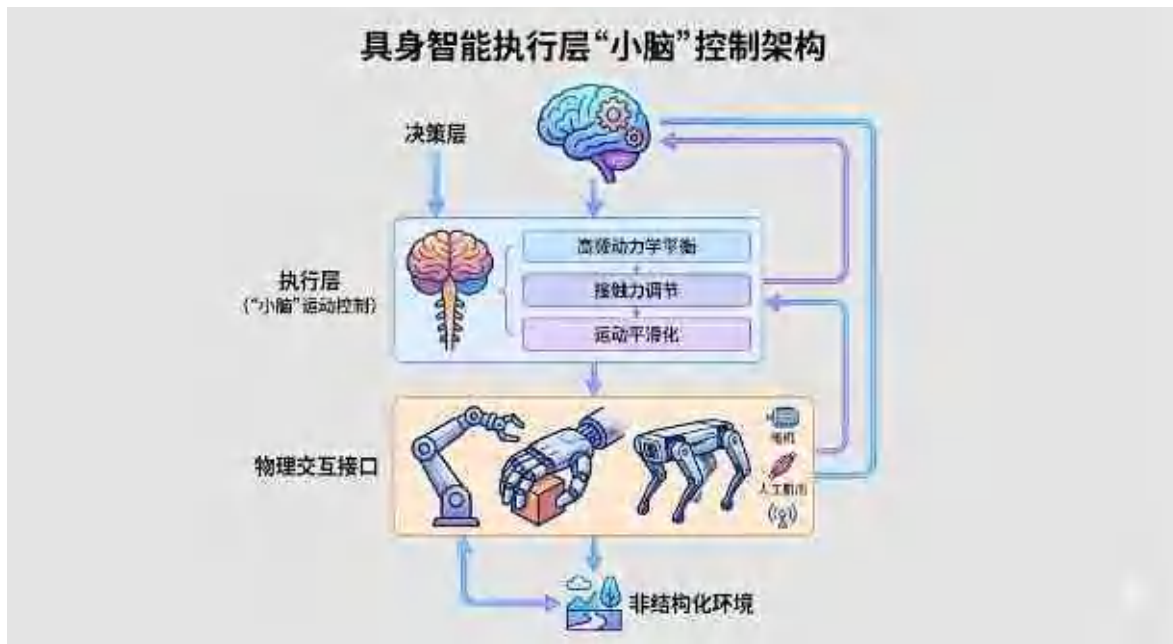 具身智能执行层“小脑”控制架构
决策层
执行层
（“小脑”运动控制）
高频动力学平衡
接触力调节
运动平滑化
物理交互接口
电机
人工肌肉
非结构化环境